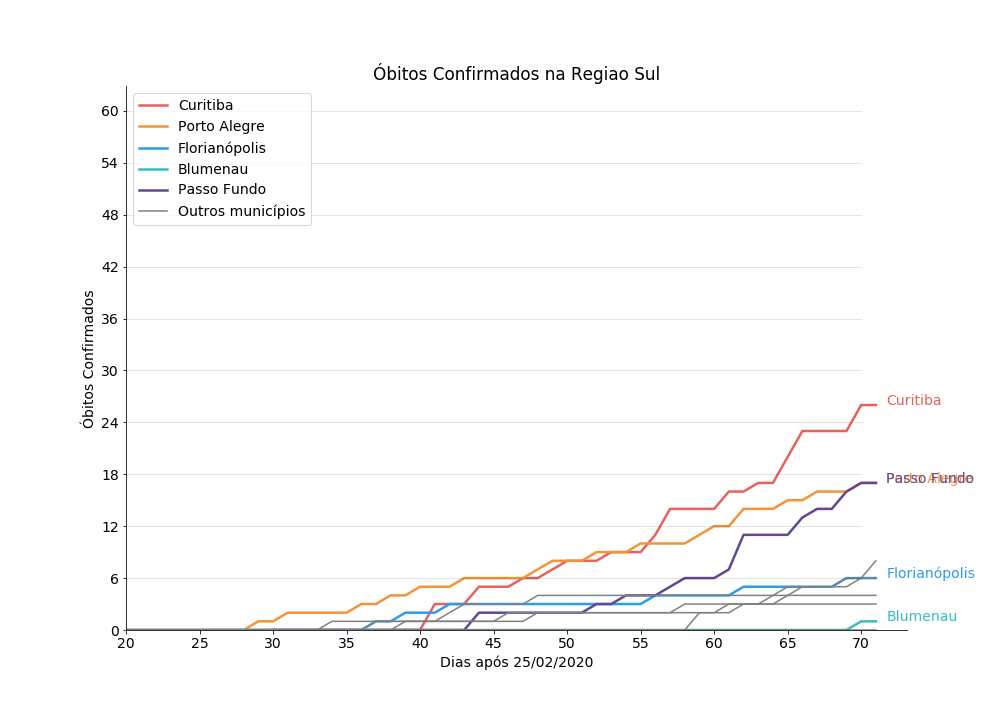 Óbitos Confirmados na Regiao Sul
Curitiba
Porto Alegre
Florianópolis
Blumenau
Passo Fundo
Outros municípios
Óbitos Confirmados
60
54
48
42
36
30
24
18
12
6
0
20 25 30 35 40 45 50 55 60 65 70
Dias após 25/02/2020
Curitiba
Porto Alegre
Passo Fundo
Florianópolis
Blumenau